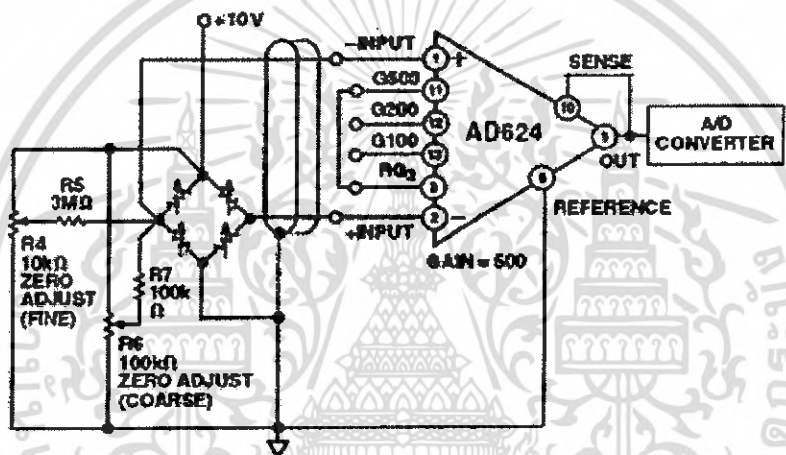 +10V
-INPUT
1
+
G500
11
G200
12
G100
13
RG2
3
+INPUT
2
-
AD624
GAIN = 500
SENSE
10
9
OUT
6
REFERENCE
A/D
CONVERTER
R5
3MΩ
R4
10kΩ
ZERO
ADJUST
(FINE)
R7
100k
Ω
R6
100kΩ
ZERO ADJUST
(COARSE)